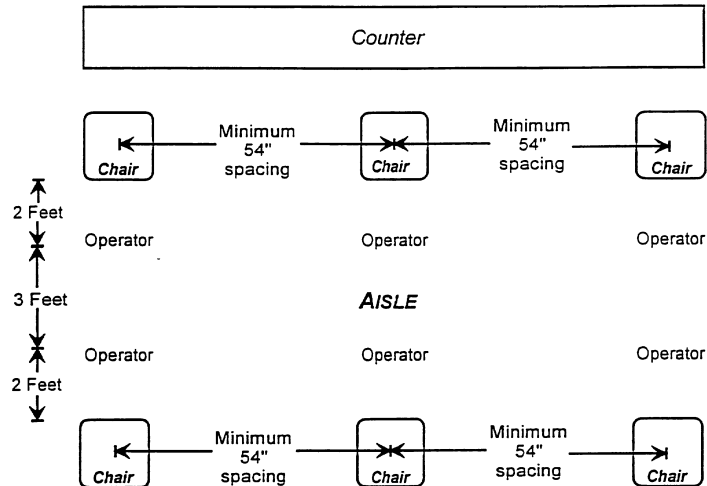 Counter
Minimum
54"
spacing
Minimum
54"
spacing
Chair
Chair
Chair
2 Feet
Operator
Operator
Operator
3 Feet
AISLE
Operator
Operator
Operator
2 Feet
Minimum
54"
spacing
Minimum
54"
spacing
Chair
Chair
Chair